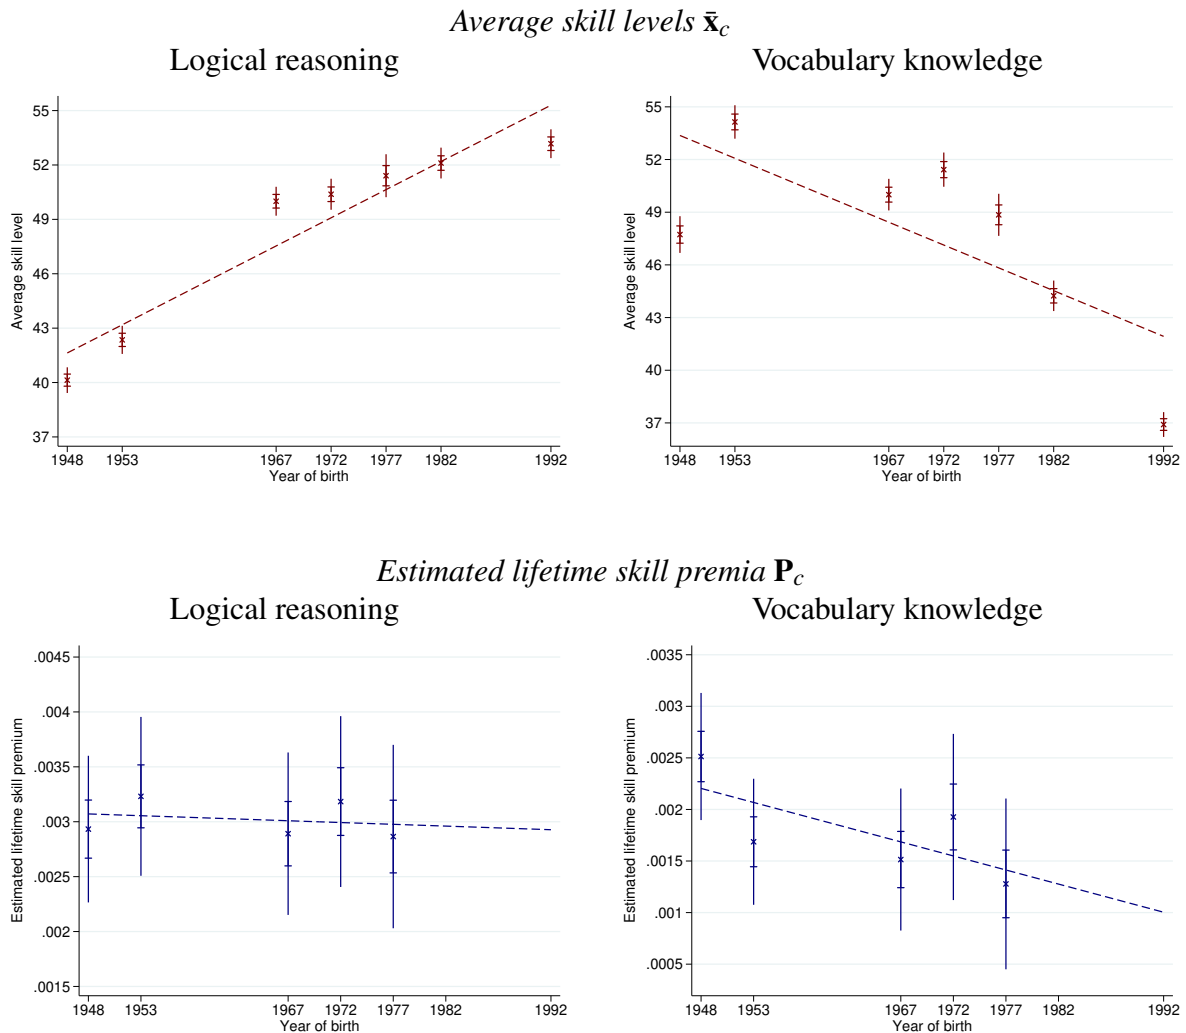 Average skill levels x̄c
Logical reasoning
Vocabulary knowledge
Average skill level
55
52
49
46
43
40
37
1948 1953 1967 1972 1977 1982 1992
Year of birth
Average skill level
55
52
49
46
43
40
37
1948 1953 1967 1972 1977 1982 1992
Year of birth
Estimated lifetime skill premia Pc
Logical reasoning
Vocabulary knowledge
Estimated lifetime skill premium
.0045
.004
.0035
.003
.0025
.002
.0015
1948 1953 1967 1972 1977 1982 1992
Year of birth
Estimated lifetime skill premium
.0035
.003
.0025
.002
.0015
.001
.0005
1948 1953 1967 1972 1977 1982 1992
Year of birth